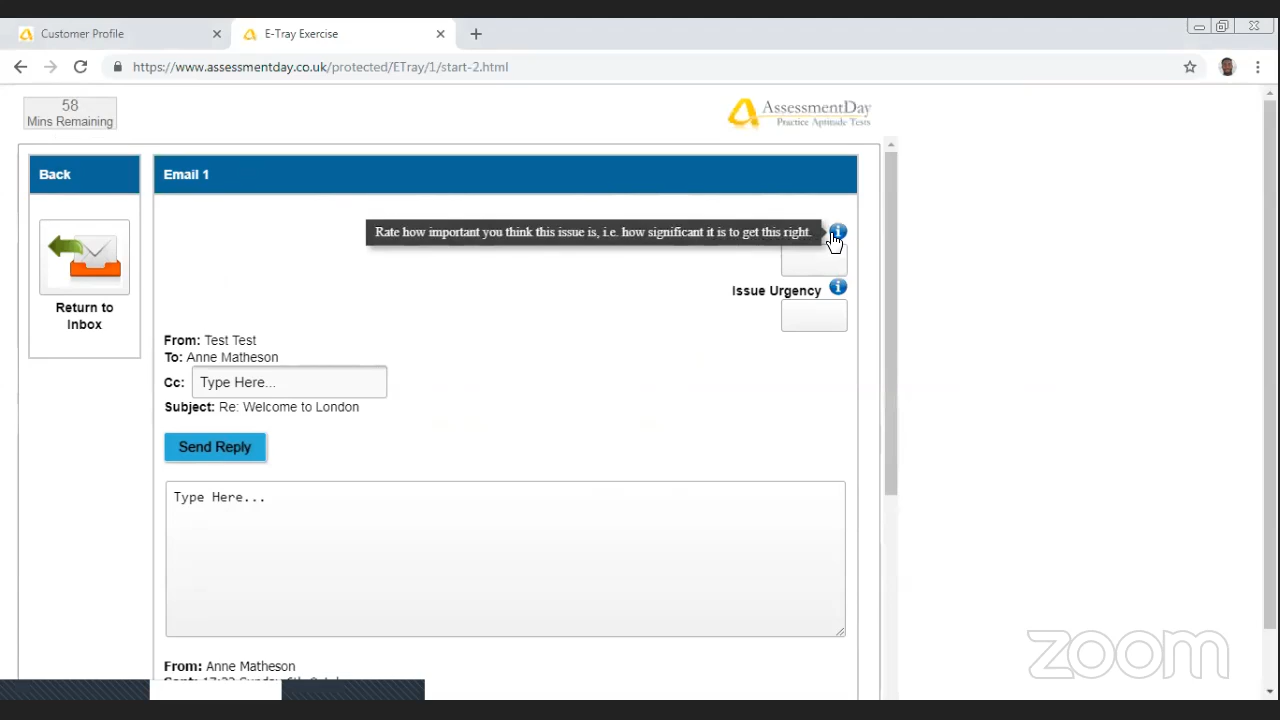 Customer Profile
E-Tray Exercise
https://www.assessmentday.co.uk/protected/ETray/1/start-2.html
58
Mins Remaining
AssessmentDay
Practice Aptitude Tests
Back
Email 1
Rate how important you think this issue is, i.e. how significant it is to get this right.
Issue Urgency
Return to
Inbox
From: Test Test
To: Anne Matheson
Cc: Type Here...
Subject: Re: Welcome to London
Send Reply
Type Here...
From: Anne Matheson
zoom